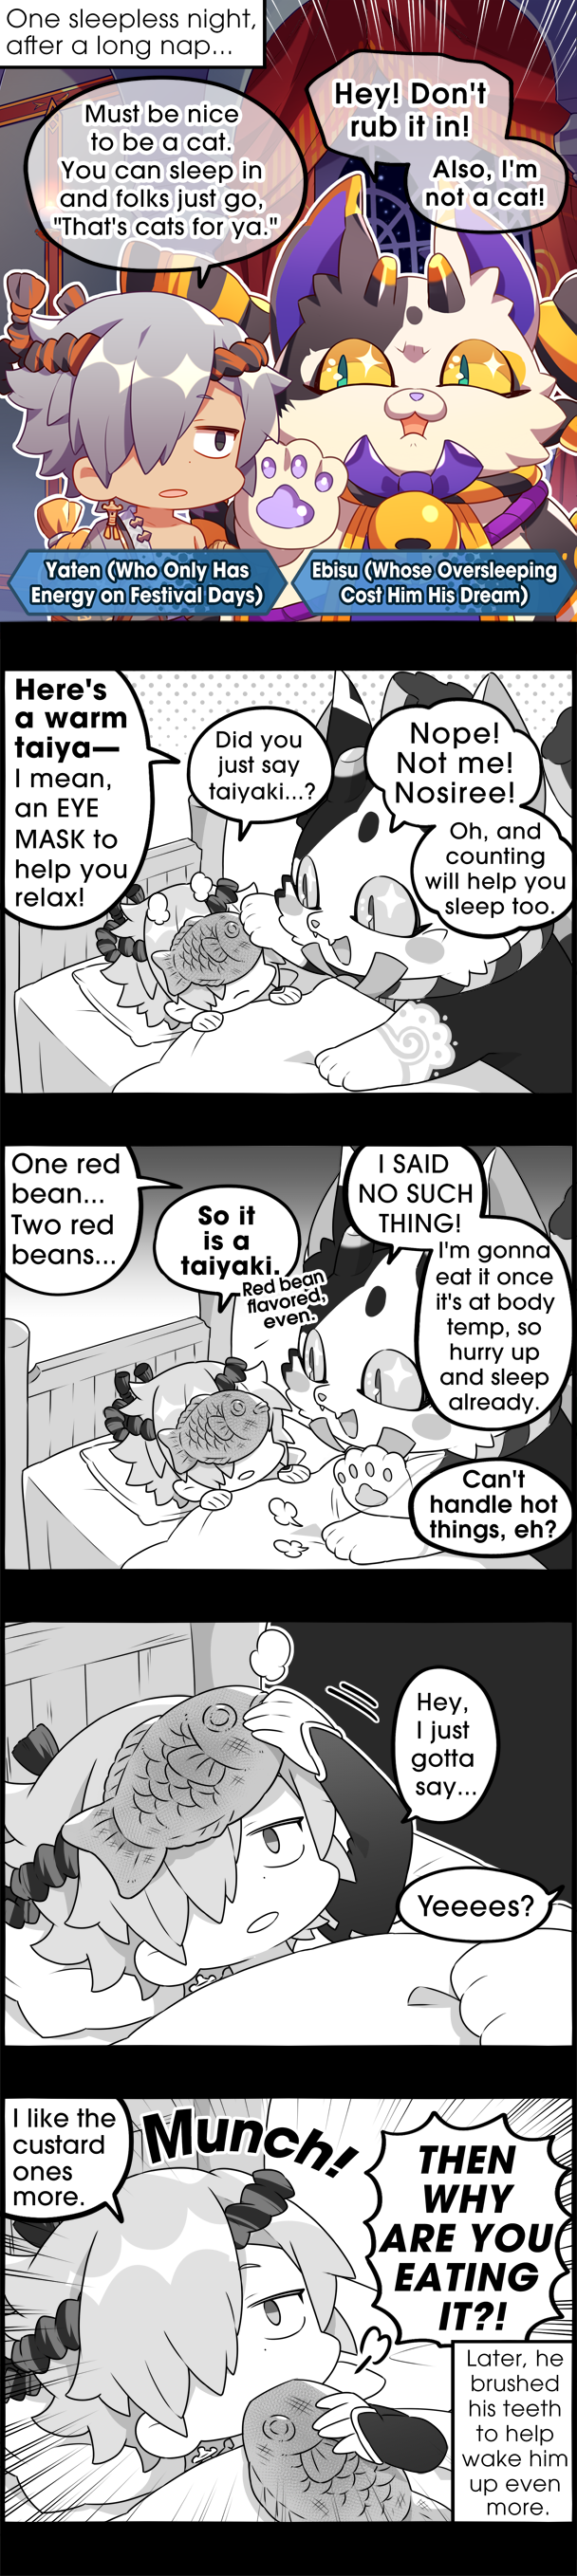 One sleepless night,
after a long nap...
Must be nice
to be a cat.
You can sleep in
and folks just go,
"That's cats for ya."
Hey! Don't
rub it in!
Also, I'm
not a cat!
Yaten (Who Only Has
Energy on Festival Days)
Ebisu (Whose Oversleeping
Cost Him His Dream)
Here's
a warm
taiya—
I mean,
an EYE
MASK to
help you
relax!
Did you
just say
taiyaki...?
Nope!
Not me!
Nosiree!
Oh, and
counting
will help you
sleep too.
One red
bean...
Two red
beans...
So it
is a
taiyaki.
Red bean
flavored,
even.
I SAID
NO SUCH
THING!
I'm gonna
eat it once
it's at body
temp, so
hurry up
and sleep
already.
Can't
handle hot
things, eh?
Hey,
I just
gotta
say...
Yeeees?
I like the
custard
ones
more.
Munch!
THEN
WHY
ARE YOU
EATING
IT?!
Later, he
brushed
his teeth
to help
wake him
up even
more.